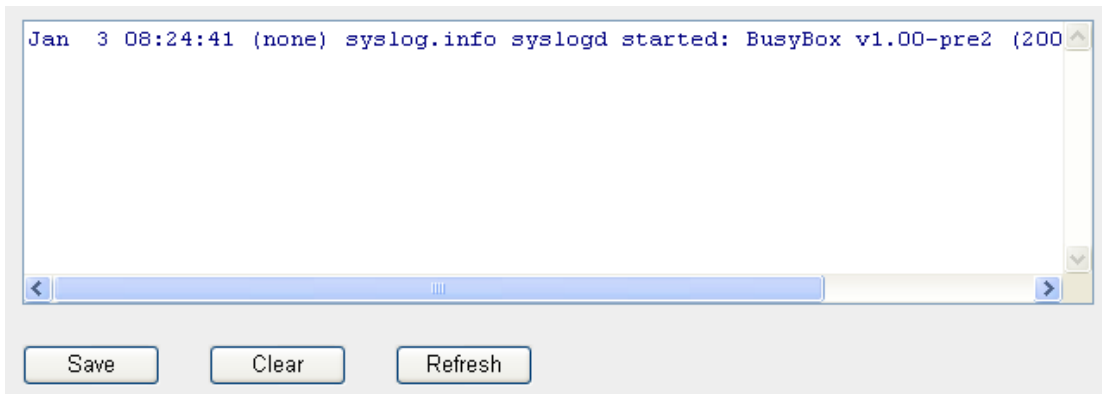 Jan  3 08:24:41 (none) syslog.info syslogd started: BusyBox v1.00-pre2 (200
Save
Clear
Refresh